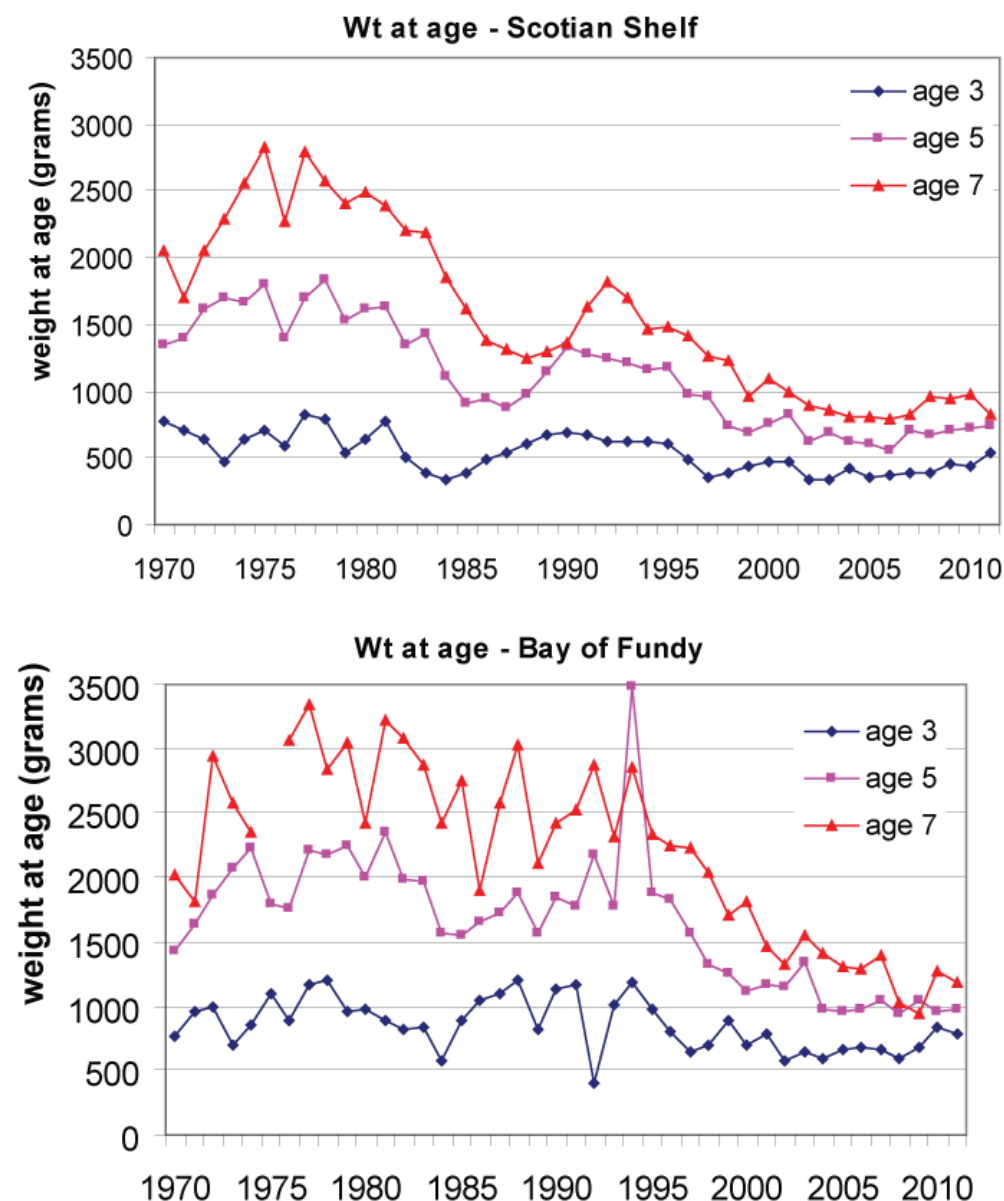 Wt at age - Scotian Shelf
weight at age (grams)
3500
3000
2500
2000
1500
1000
500
0
age 3
age 5
age 7
1970 1975 1980 1985 1990 1995 2000 2005 2010
Wt at age - Bay of Fundy
weight at age (grams)
3500
3000
2500
2000
1500
1000
500
0
age 3
age 5
age 7
1970 1975 1980 1985 1990 1995 2000 2005 2010